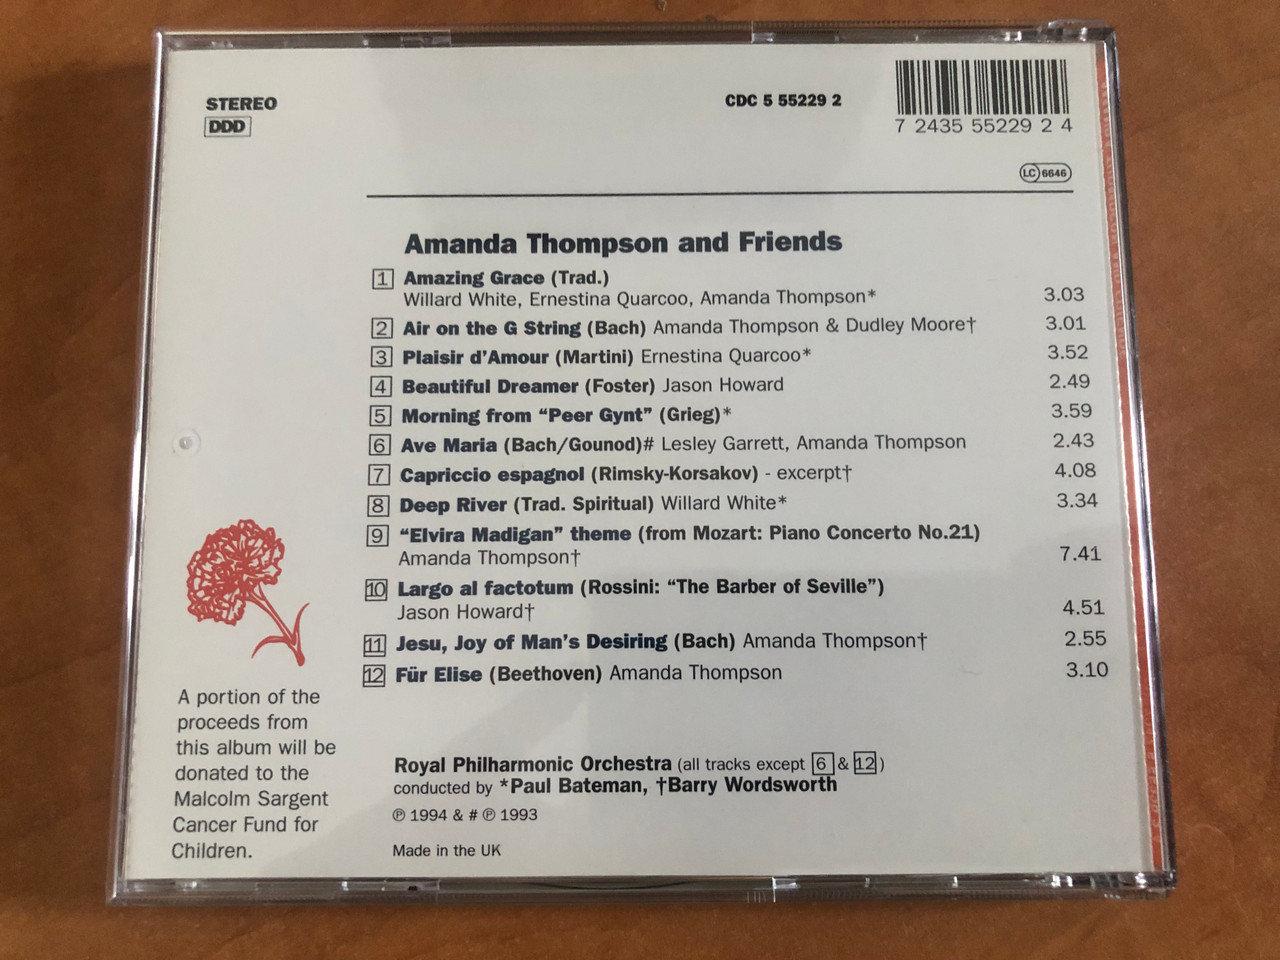 STEREO
DDD
CDC 5 55229 2
7 2435 55229 2 4
LC 6646
Amanda Thompson and Friends
1 Amazing Grace (Trad.)
Willard White, Ernestina Quarcoo, Amanda Thompson* 3.03
2 Air on the G String (Bach) Amanda Thompson & Dudley Moore† 3.01
3 Plaisir d'Amour (Martini) Ernestina Quarcoo* 3.52
4 Beautiful Dreamer (Foster) Jason Howard 2.49
5 Morning from “Peer Gynt” (Grieg)* 3.59
6 Ave Maria (Bach/Gounod)# Lesley Garrett, Amanda Thompson 2.43
7 Capriccio espagnol (Rimsky-Korsakov) - excerpt† 4.08
8 Deep River (Trad. Spiritual) Willard White* 3.34
9 “Elvira Madigan” theme (from Mozart: Piano Concerto No.21)
Amanda Thompson† 7.41
10 Largo al factotum (Rossini: “The Barber of Seville”)
Jason Howard† 4.51
11 Jesu, Joy of Man's Desiring (Bach) Amanda Thompson† 2.55
12 Für Elise (Beethoven) Amanda Thompson 3.10
A portion of the
proceeds from
this album will be
donated to the
Malcolm Sargent
Cancer Fund for
Children.
Royal Philharmonic Orchestra (all tracks except 6 & 12)
conducted by *Paul Bateman, †Barry Wordsworth
℗ 1994 & # ℗ 1993
Made in the UK